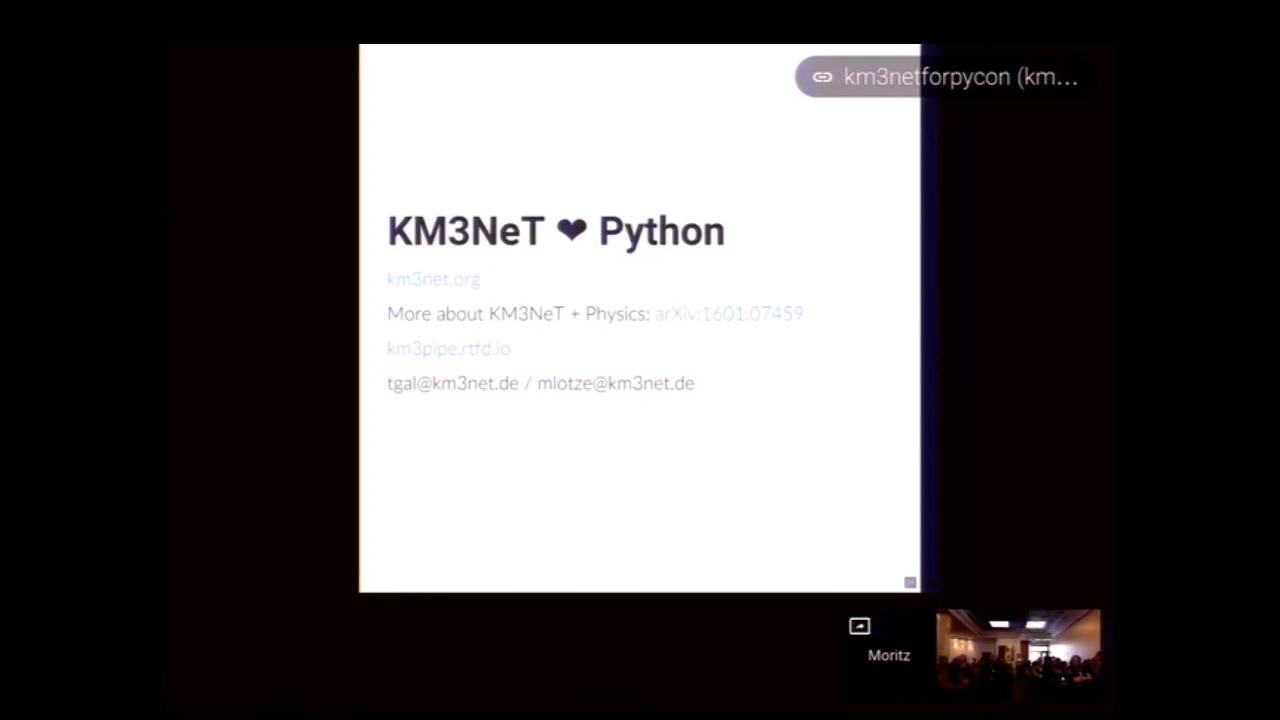 km3netforpycon (km...
KM3NeT ❤ Python
km3net.org
More about KM3NeT + Physics: arXiv:1601.07459
km3pipe.rtfd.io
tgal@km3net.de / mlotze@km3net.de
Moritz